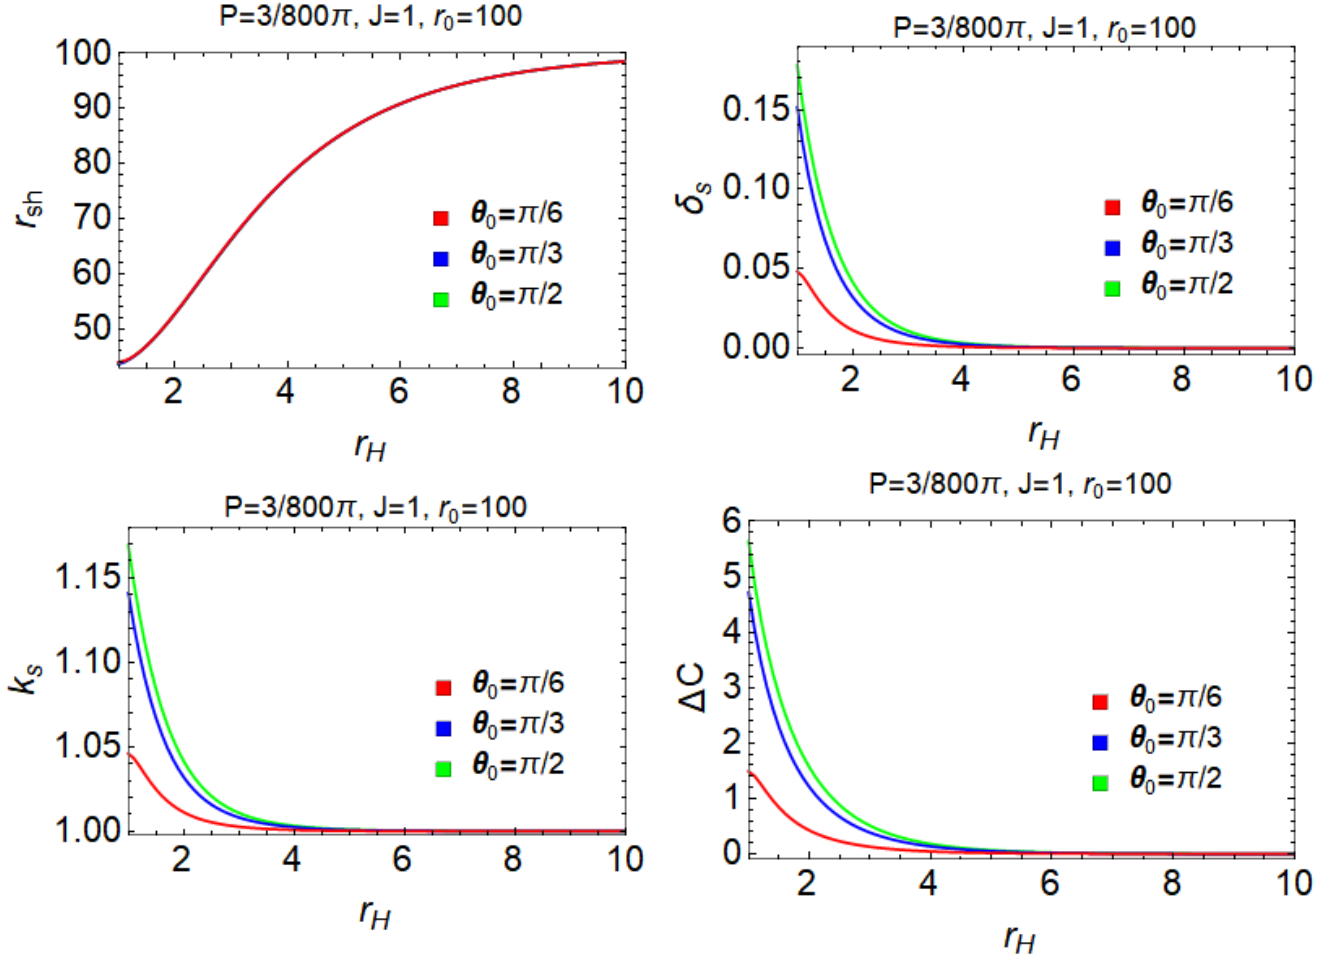 P=3/800π, J=1, r₀=100
100
90
80
70
60
50
r_sh
θ₀=π/6
θ₀=π/3
θ₀=π/2
2 4 6 8 10
r_H
P=3/800π, J=1, r₀=100
0.15
0.10
0.05
0.00
δ_s
θ₀=π/6
θ₀=π/3
θ₀=π/2
2 4 6 8 10
r_H
P=3/800π, J=1, r₀=100
1.15
1.10
1.05
1.00
k_s
θ₀=π/6
θ₀=π/3
θ₀=π/2
2 4 6 8 10
r_H
P=3/800π, J=1, r₀=100
6
5
4
3
2
1
0
ΔC
θ₀=π/6
θ₀=π/3
θ₀=π/2
2 4 6 8 10
r_H